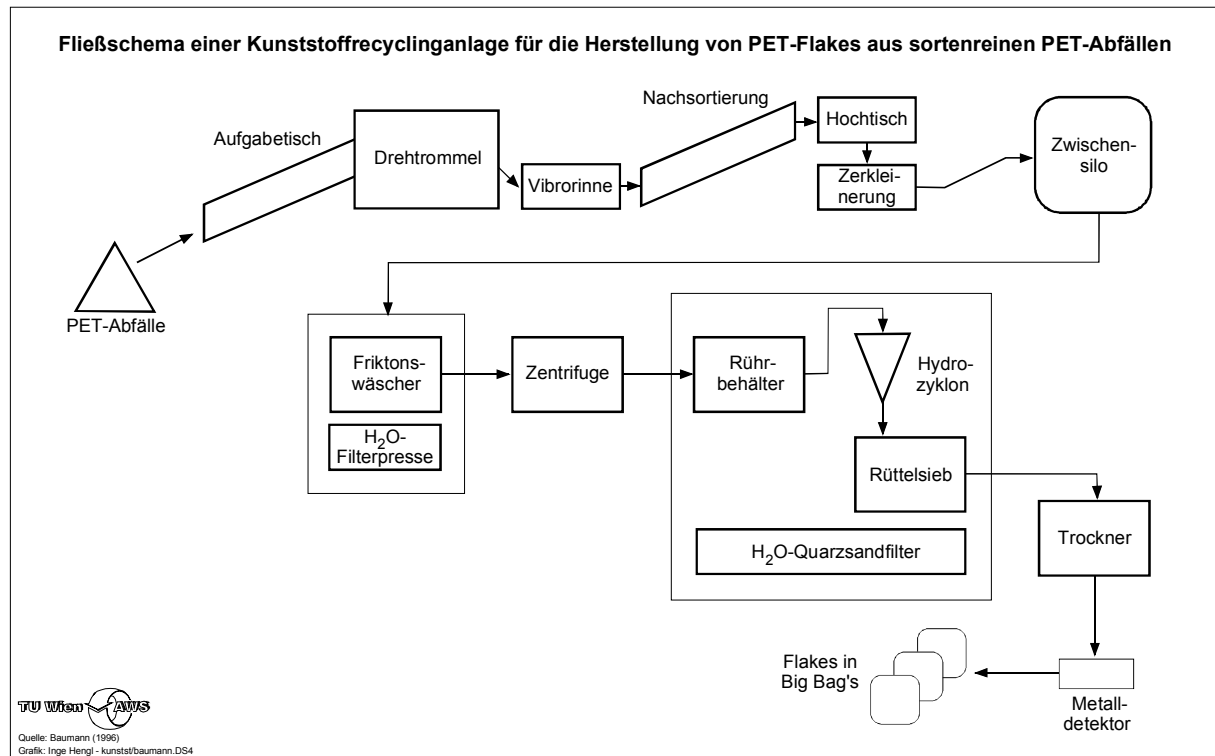 Fließschema einer Kunststoffrecyclinganlage für die Herstellung von PET-Flakes aus sortenreinen PET-Abfällen
Nachsortierung
Aufgabetisch
Drehtrommel
Vibrorinne
Hochtisch
Zerklei-
nerung
Zwischen-
silo
PET-Abfälle
Friktons-
wäscher
H2O-
Filterpresse
Zentrifuge
Rühr-
behälter
Hydro-
zyklon
Rüttelsieb
H2O-Quarzsandfilter
Trockner
Metall-
detektor
Flakes in
Big Bag's
TU Wien AWS
Quelle: Baumann (1996)
Grafik: Inge Hengl - kunstst/baumann.DS4